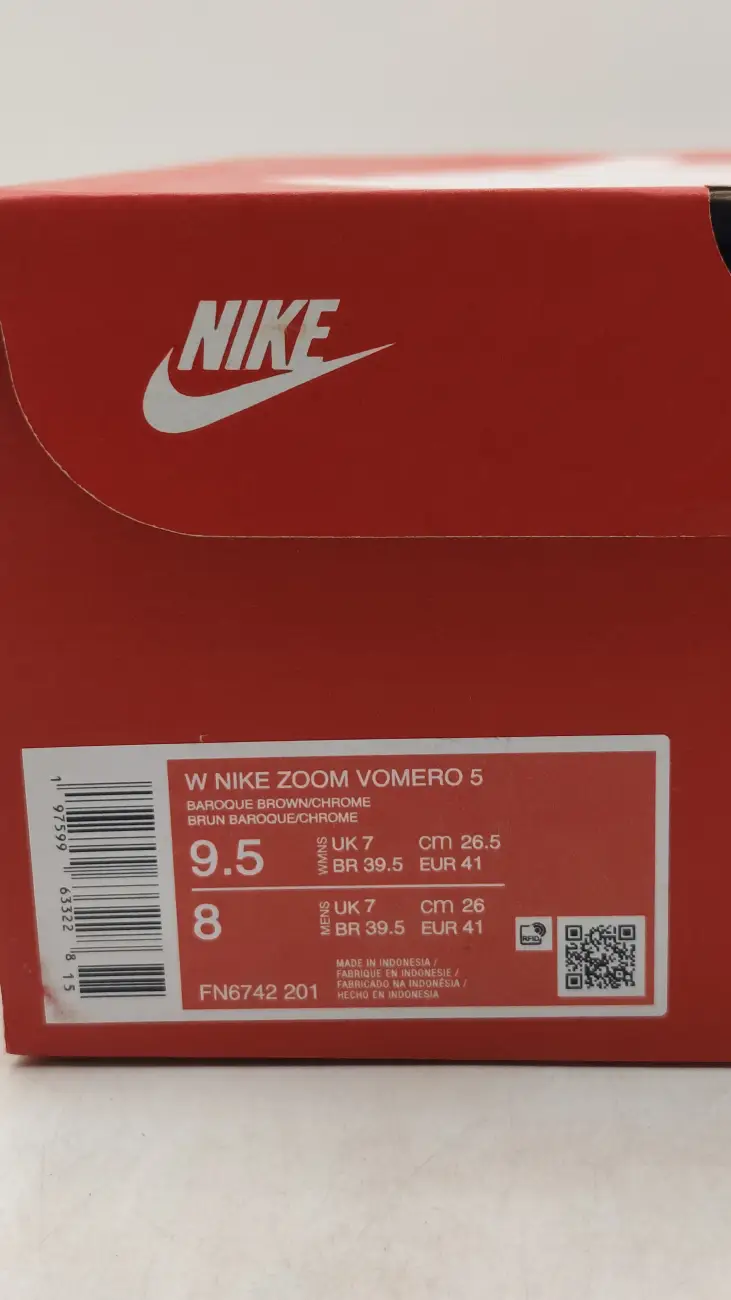 NIKE
W NIKE ZOOM VOMERO 5
BAROQUE BROWN/CHROME
BRUN BAROQUE/CHROME
9.5
WMNS
UK 7 cm 26.5
BR 39.5 EUR 41
8
MENS
UK 7 cm 26
BR 39.5 EUR 41
RFID
FN6742 201
MADE IN INDONESIA /
FABRIQUE EN INDONESIE /
FABRICADO NA INDONÉSIA /
HECHO EN INDONESIA
1 97599 63322 8 15